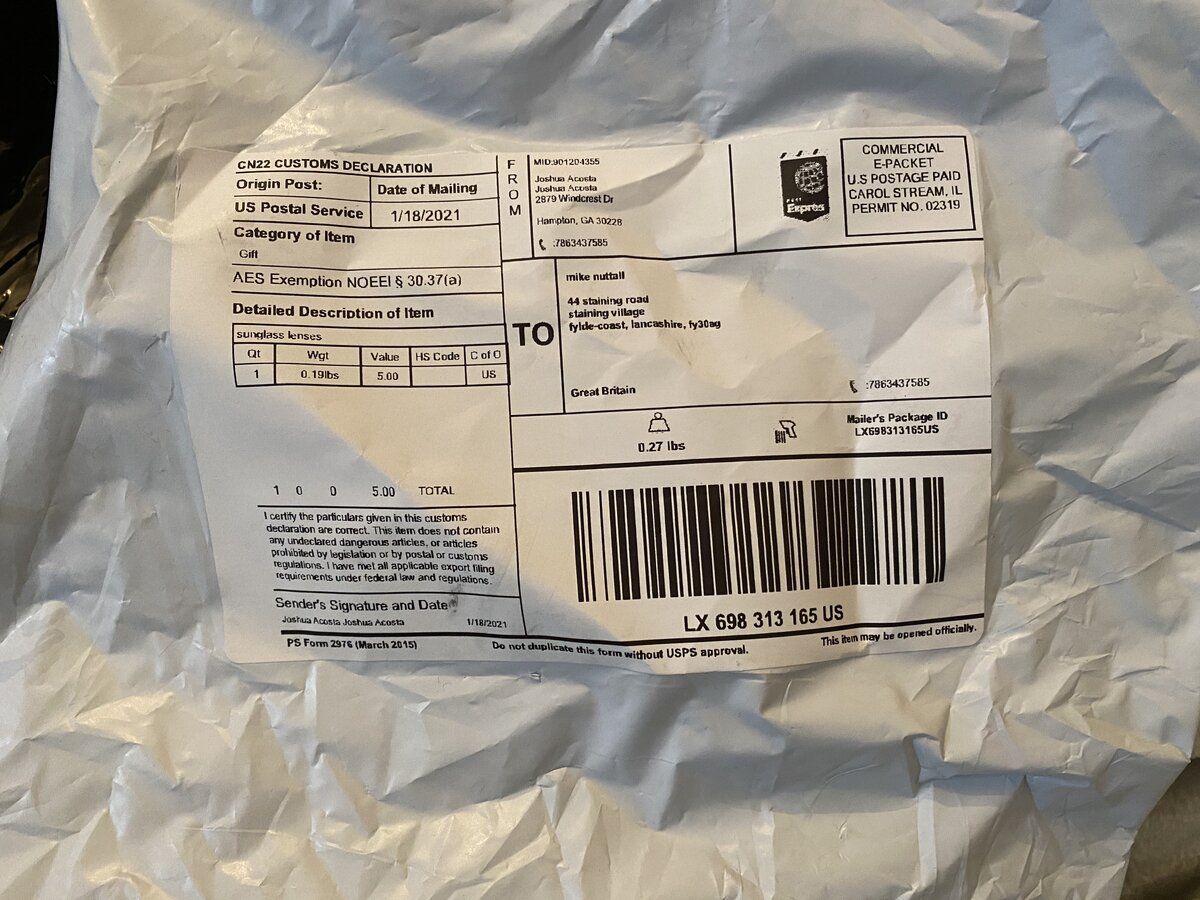 CN22 CUSTOMS DECLARATION
Origin Post:
Date of Mailing
US Postal Service
1/18/2021
Category of Item
Gift
AES Exemption NOEEI § 30.37(a)
Detailed Description of Item
sunglass lenses
Qt Wgt Value HS Code C of O
1 0.19lbs 5.00 US
1 0 0 5.00 TOTAL
I certify the particulars given in this customs
declaration are correct. This item does not contain
any undeclared dangerous articles, or articles
prohibited by legislation or by postal or customs
regulations. I have met all applicable export filing
requirements under federal law and regulations.
Sender's Signature and Date
Joshua Acosta Joshua Acosta 1/18/2021
PS Form 2976 (March 2015)
Do not duplicate this form without USPS approval.
This item may be opened officially.
FROM
MID:901204355
Joshua Acosta
Joshua Acosta
2879 Windcrest Dr
Hampton, GA 30228
:7863437585
Expres
COMMERCIAL
E-PACKET
U.S POSTAGE PAID
CAROL STREAM, IL
PERMIT NO. 02319
TO
mike nuttall
44 staining road
staining village
fylde-coast, lancashire, fy30ag
Great Britain
:7863437585
0.27 lbs
Mailer's Package ID
LX698313165US
LX 698 313 165 US